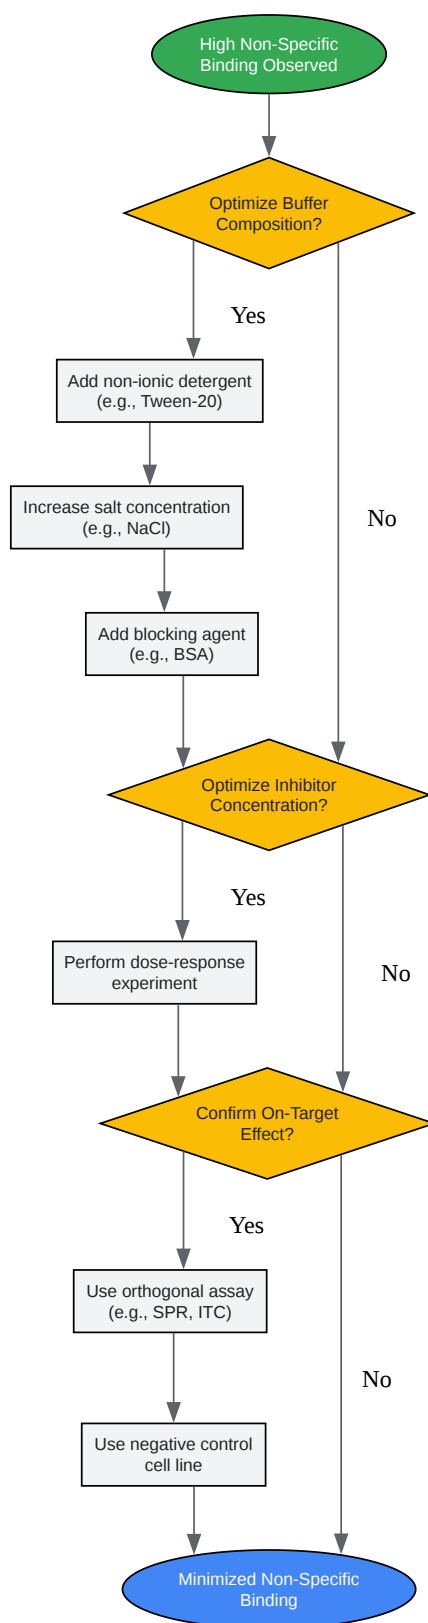 High Non-Specific
Binding Observed
Optimize Buffer
Composition?
Yes
Add non-ionic detergent
(e.g., Tween-20)
Increase salt concentration
(e.g., NaCl)
No
Add blocking agent
(e.g., BSA)
Optimize Inhibitor
Concentration?
Yes
Perform dose-response
experiment
No
Confirm On-Target
Effect?
Yes
Use orthogonal assay
(e.g., SPR, ITC)
No
Use negative control
cell line
Minimized Non-Specific
Binding